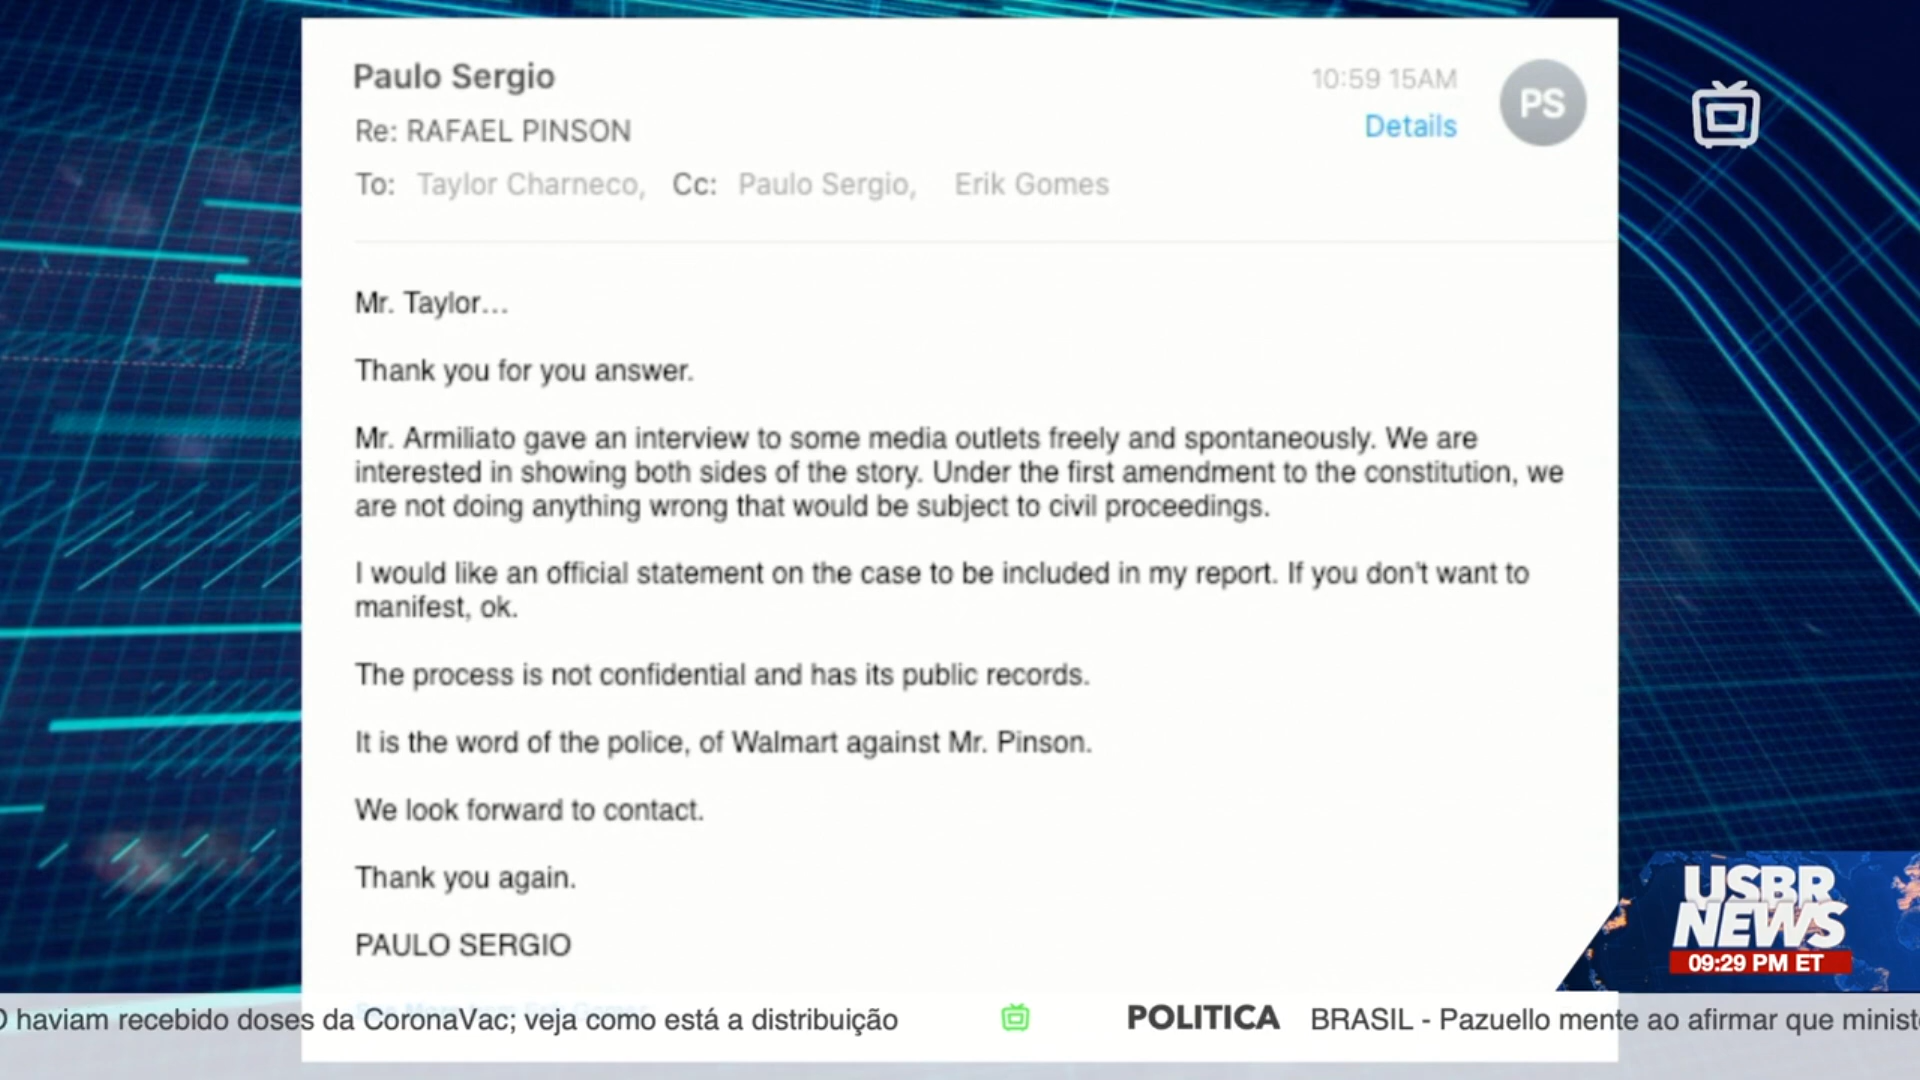 Paulo Sergio
10:59 15AM
PS
Re: RAFAEL PINSON
Details
To: Taylor Charneco, Cc: Paulo Sergio, Erik Gomes
Mr. Taylor...
Thank you for you answer.
Mr. Armiliato gave an interview to some media outlets freely and spontaneously. We are
interested in showing both sides of the story. Under the first amendment to the constitution, we
are not doing anything wrong that would be subject to civil proceedings.
I would like an official statement on the case to be included in my report. If you don't want to
manifest, ok.
The process is not confidential and has its public records.
It is the word of the police, of Walmart against Mr. Pinson.
We look forward to contact.
Thank you again.
PAULO SERGIO
USBR
NEWS
09:29 PM ET
haviam recebido doses da CoronaVac; veja como está a distribuição POLITICA BRASIL - Pazuello mente ao afirmar que